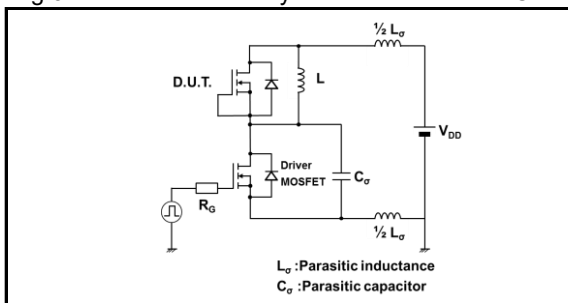 ½ Lσ
D.U.T.
L
VDD
Driver
MOSFET
Cσ
RG
½ Lσ
Lσ :Parasitic inductance
Cσ :Parasitic capacitor